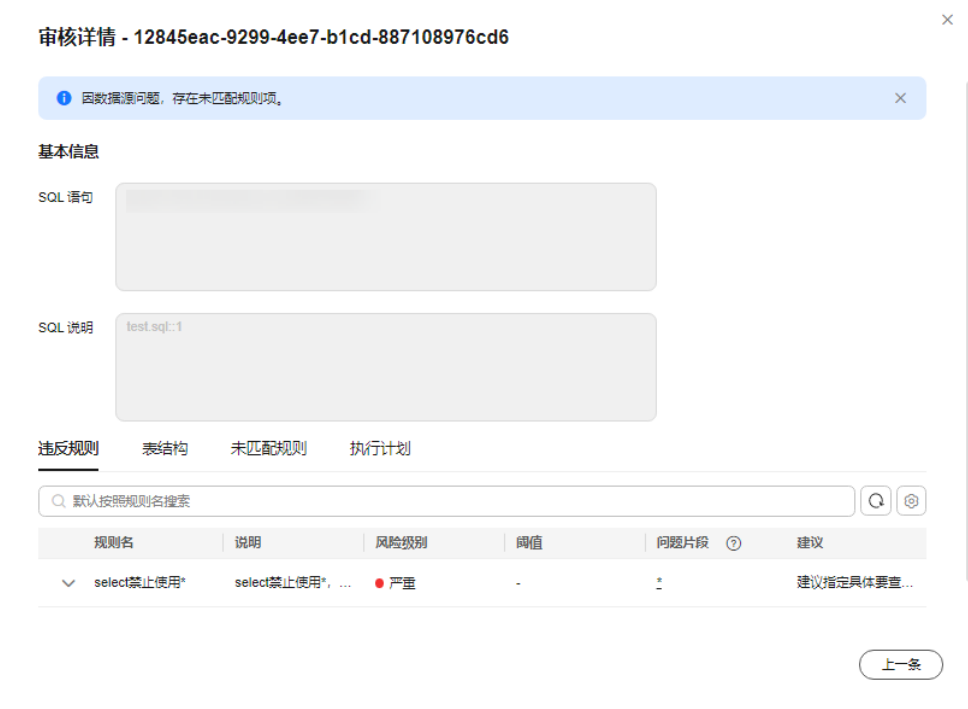 审核详情 - 12845eac-9299-4ee7-b1cd-887108976cd6
因数据源问题，存在未匹配规则项。
基本信息
SQL 语句
SQL 说明
test.sql::1
违反规则 表结构 未匹配规则 执行计划
默认按照规则名搜索
规则名 说明 风险级别 阈值 问题片段 建议
select禁止使用* select禁止使用*，... 严重 - * 建议指定具体要查...
上一条